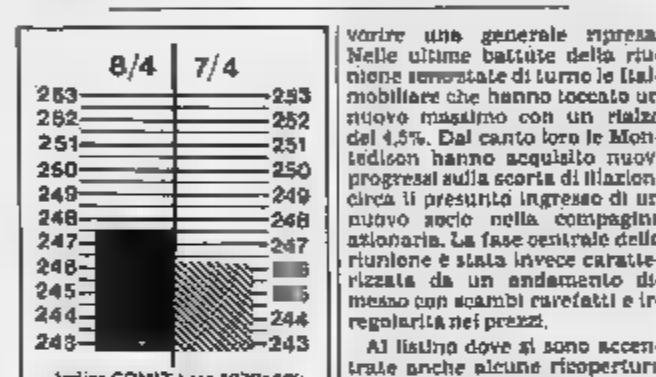 8/4 7/4
253 253
252 252
251 251
250 250
249 249
248 248
247 247
246
245
244 244
243 243
Indice COMIT
vorire una generale ripresa.
Nelle ultime battute della riu-
nione di turno le Ital-
mobiliare che hanno toccato un
nuovo massimo con un rialzo
del 4,5%. Dal canto loro le Mon-
tedison hanno acquisito nuovi
progressi sulla scorta di illazioni
circa il presunto ingresso di un
nuovo socio nella compagine
azionaria. La fase centrale della
riunione è stata invece caratte-
rizzata da un andamento di-
messo con scambi rarefatti e ir-
regolarità nei prezzi.
Al listino dove si sono accen-
trate anche alcune ricoperture